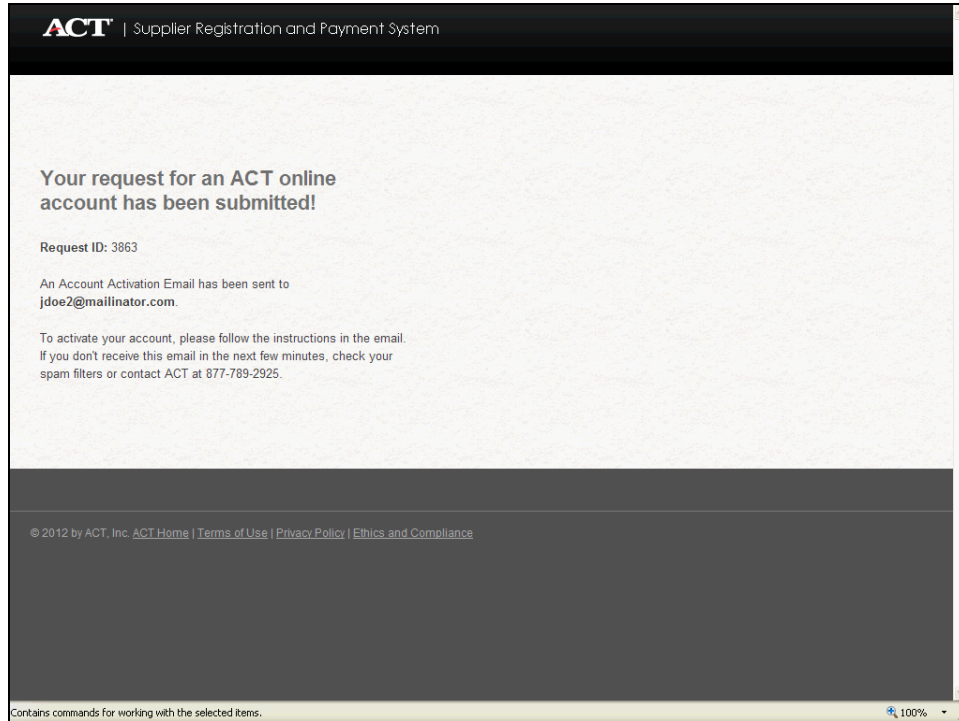 ACT | Supplier Registration and Payment System
Your request for an ACT online
account has been submitted!
Request ID: 3863
An Account Activation Email has been sent to
jdoe2@mailinator.com.
To activate your account, please follow the instructions in the email.
If you don't receive this email in the next few minutes, check your
spam filters or contact ACT at 877-789-2925.
© 2012 by ACT, Inc. ACT Home | Terms of Use | Privacy Policy | Ethics and Compliance
Contains commands for working with the selected items. 100%